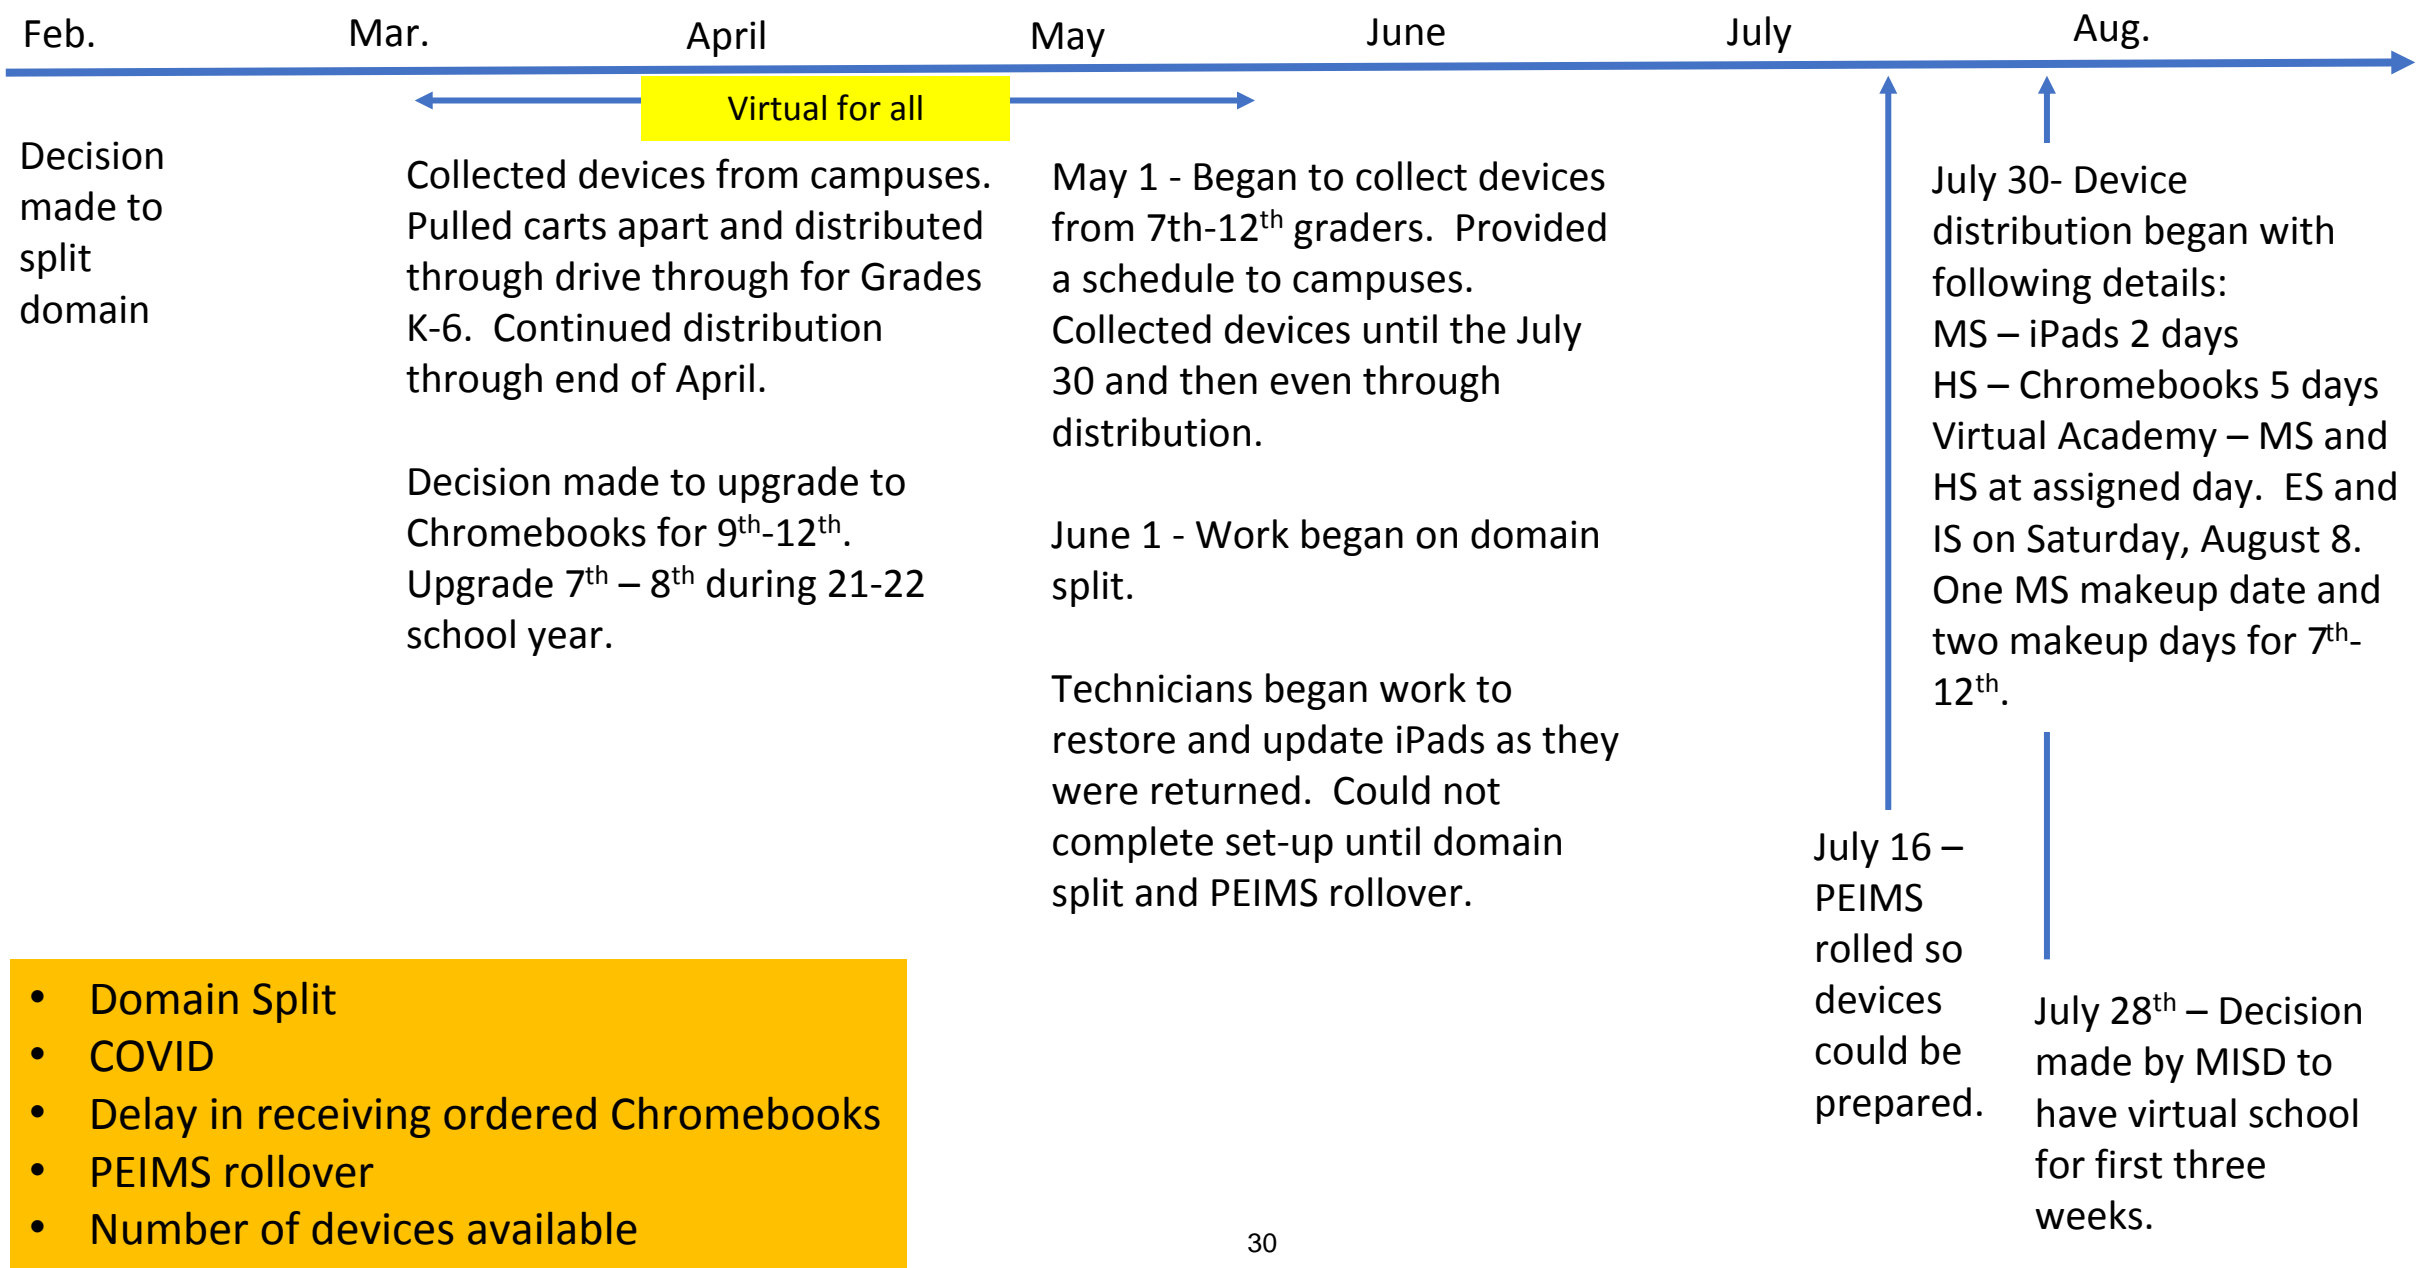 Feb.
Mar.
April
May
June
July
Aug.
Virtual for all
Decision
made to
split
domain
Collected devices from campuses.
Pulled carts apart and distributed
through drive through for Grades
K-6.  Continued distribution
through end of April.
Decision made to upgrade to
Chromebooks for 9th-12th.
Upgrade 7th – 8th during 21-22
school year.
May 1 - Began to collect devices
from 7th-12th graders.  Provided
a schedule to campuses.
Collected devices until the July
30 and then even through
distribution.
June 1 - Work began on domain
split.
Technicians began work to
restore and update iPads as they
were returned.  Could not
complete set-up until domain
split and PEIMS rollover.
July 16 –
PEIMS
rolled so
devices
could be
prepared.
July 30- Device
distribution began with
following details:
MS – iPads 2 days
HS – Chromebooks 5 days
Virtual Academy – MS and
HS at assigned day.  ES and
IS on Saturday, August 8.
One MS makeup date and
two makeup days for 7th-
12th.
July 28th – Decision
made by MISD to
have virtual school
for first three
weeks.
• Domain Split
• COVID
• Delay in receiving ordered Chromebooks
• PEIMS rollover
• Number of devices available
30